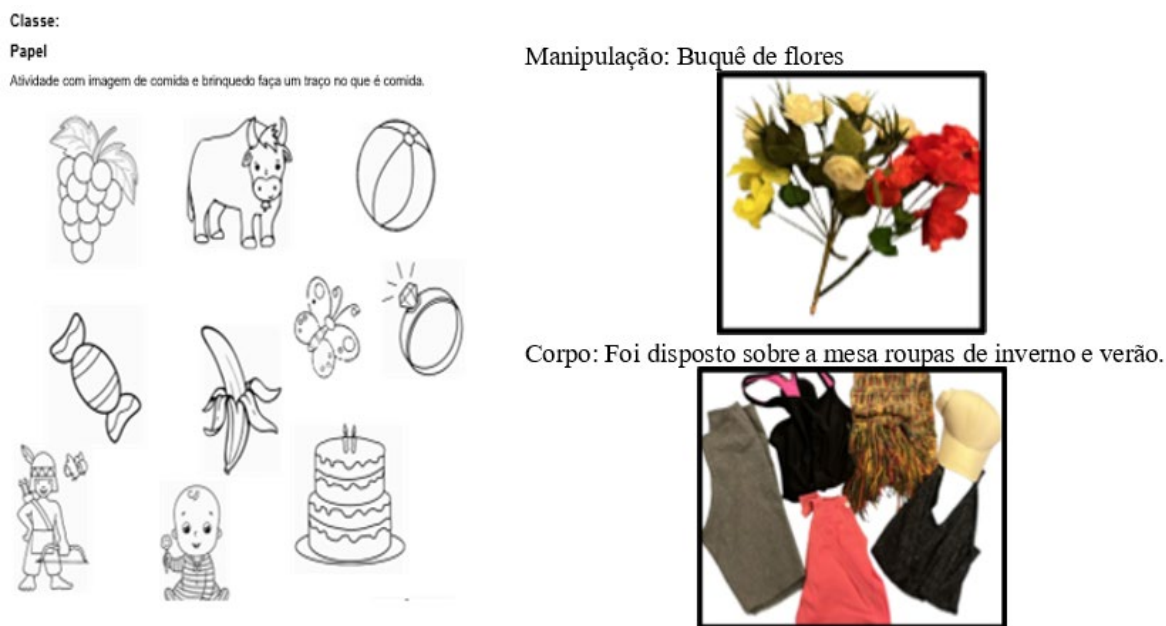 Classe:
Papel
Atividade com imagem de comida e brinquedo faça um traço no que é comida.
Manipulação: Buquê de flores
Corpo: Foi disposto sobre a mesa roupas de inverno e verão.